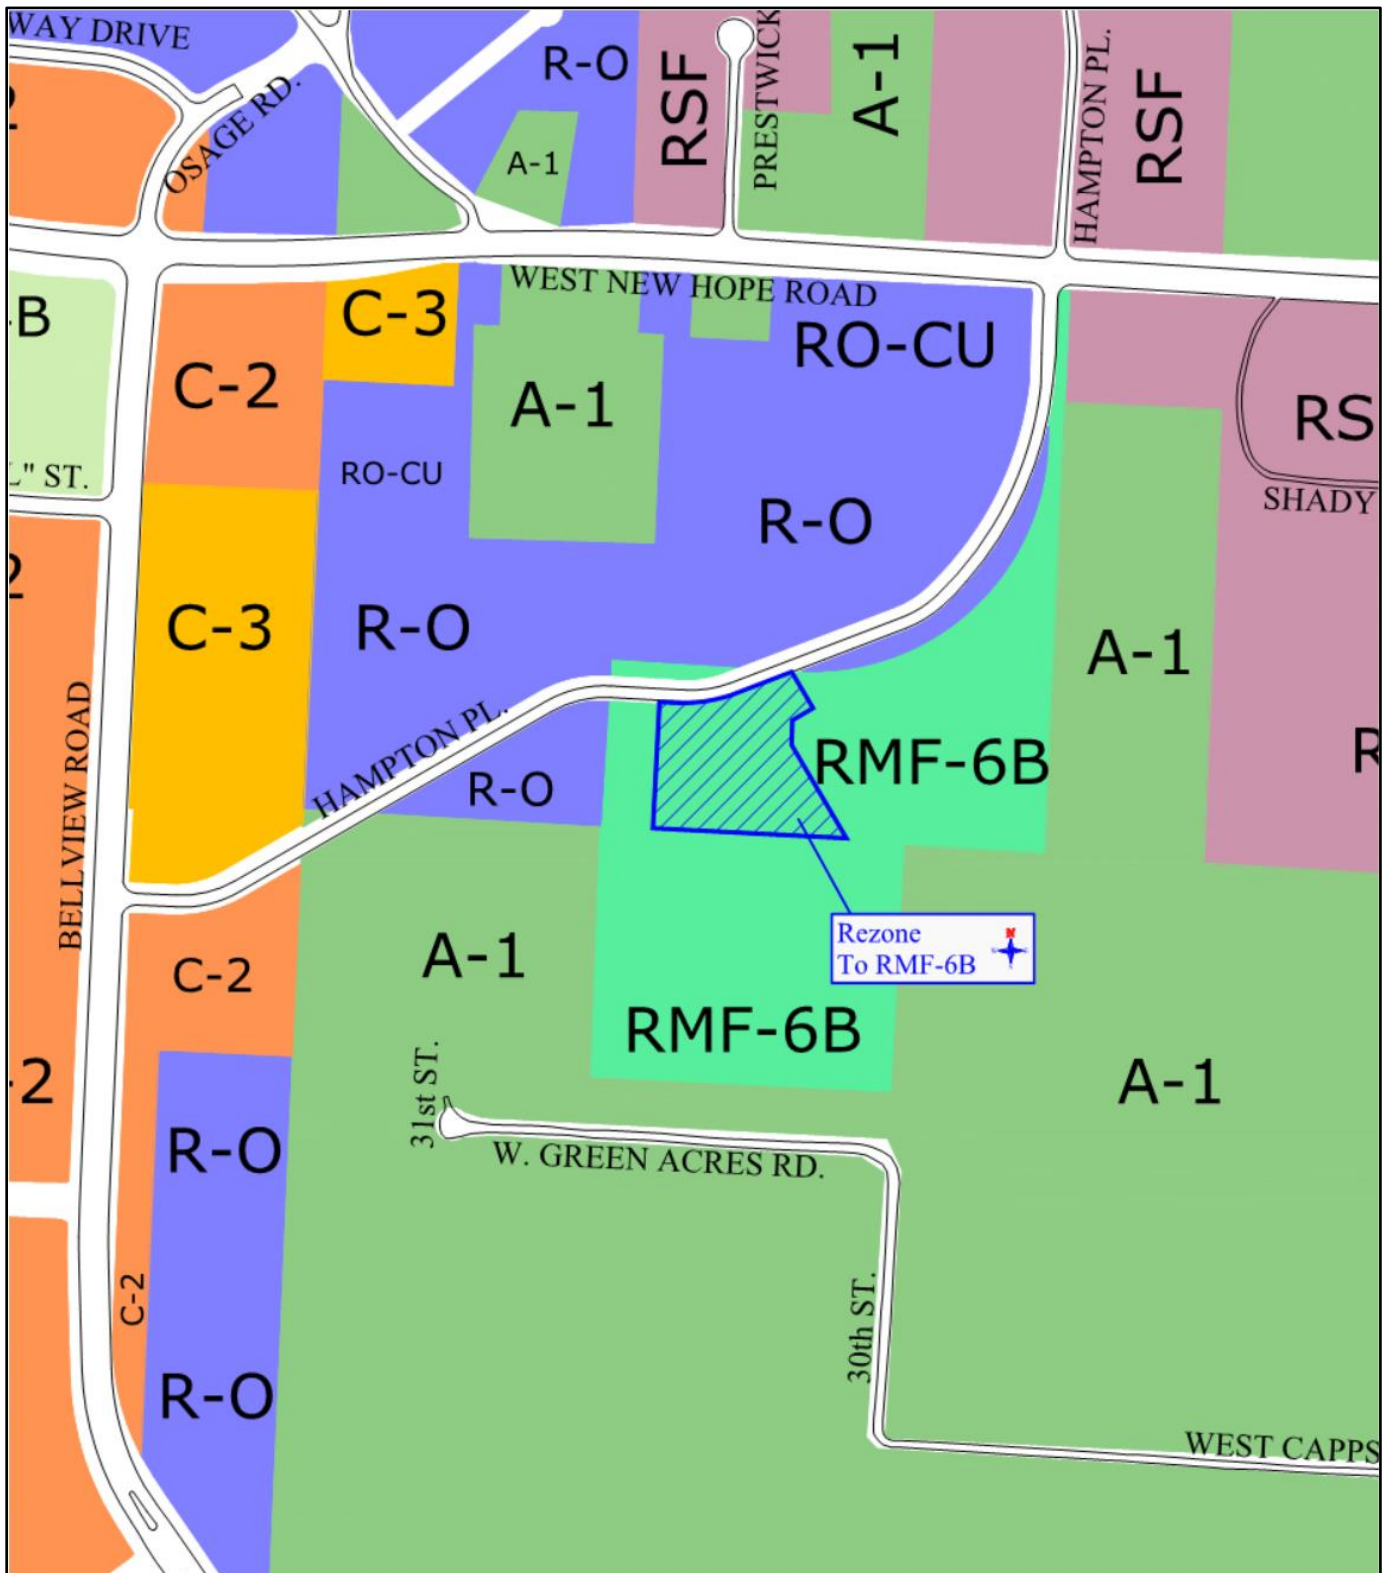 WAY DRIVE
OSAGE RD.
R-O
RSF
PRESTWICK
A-1
HAMPTON PL.
RSF
2
A-1
WEST NEW HOPE ROAD
-B
C-3
RO-CU
C-2
A-1
RS
L" ST.
RO-CU
SHADY
R-O
2
C-3
R-O
A-1
BELLVIEW ROAD
HAMPTON PL.
R-O
RMF-6B
R
Rezone
To RMF-6B
N
A-1
C-2
RMF-6B
-2
31st ST.
A-1
R-O
W. GREEN ACRES RD.
C-2
30th ST.
R-O
WEST CAPPS